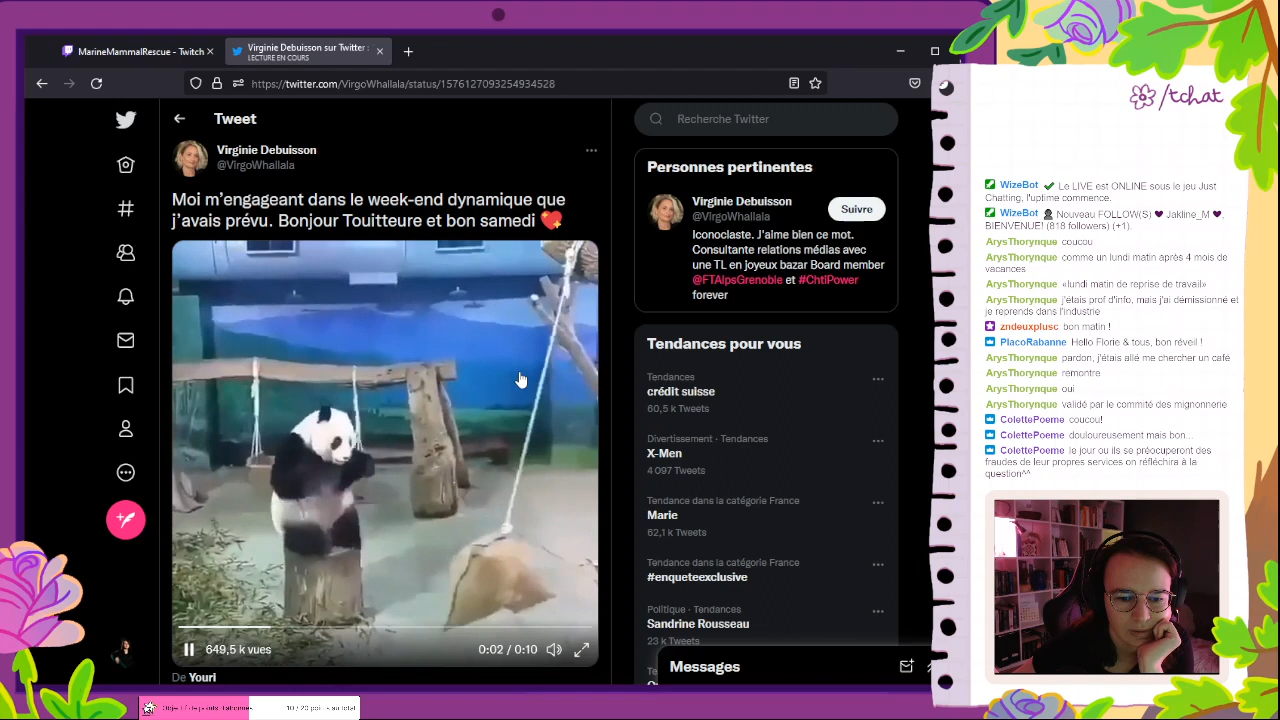 MarineMammalRescue - Twitch
Virginie Debuisson sur Twitter :
LECTURE EN COURS
https://twitter.com/VirgoWhallala/status/1576127093254934528
Tweet
Virginie Debuisson
@VirgoWhallala
Moi m'engageant dans le week-end dynamique que
j'avais prévu. Bonjour Touitteure et bon samedi
549,5 k vues
0:02 / 0:10
De Youri
Recherche Twitter
Personnes pertinentes
Virginie Debuisson
@VirgoWhallala
Suivre
Iconoclaste. J'aime bien ce mot.
Consultante relations médias avec
une TL en joyeux bazar Board member
@FTAlpsGrenoble et #ChtiPower
forever
Tendances pour vous
Tendances
crédit suisse
60,5 k Tweets
Divertissement · Tendances
X-Men
4 097 Tweets
Tendance dans la catégorie France
Marie
62,1 k Tweets
Tendance dans la catégorie France
#enqueteexclusive
Politique · Tendances
Sandrine Rousseau
23 k Tweets
Messages
/tchat
WizeBot Le LIVE est ONLINE sous le jeu Just
Chatting, l'uptime commence.
WizeBot Nouveau FOLLOW(S) Jakline_M .
BIENVENUE! (818 followers) (+1).
ArysThorynque coucou
ArysThorynque comme un lundi matin après 4 mois de
vacances
ArysThorynque «lundi matin de reprise de travail»
ArysThorynque j'étais prof d'info, mais j'ai démissionné et
je reprends dans l'industrie
zndeuxplusc bon matin !
PlacoRabanne Hello Florie & tous, bon réveil !
ArysThorynque pardon, j'étais allé me chercher un café
ArysThorynque remontre
ArysThorynque oui
ArysThorynque validé par le commité des mignonnerie
ColettePoeme coucou!
ColettePoeme douloureusement mais bon...
ColettePoeme le jour ou ils se préocuperont des
fraudes de leur propres services on réfléchira à la
question^^